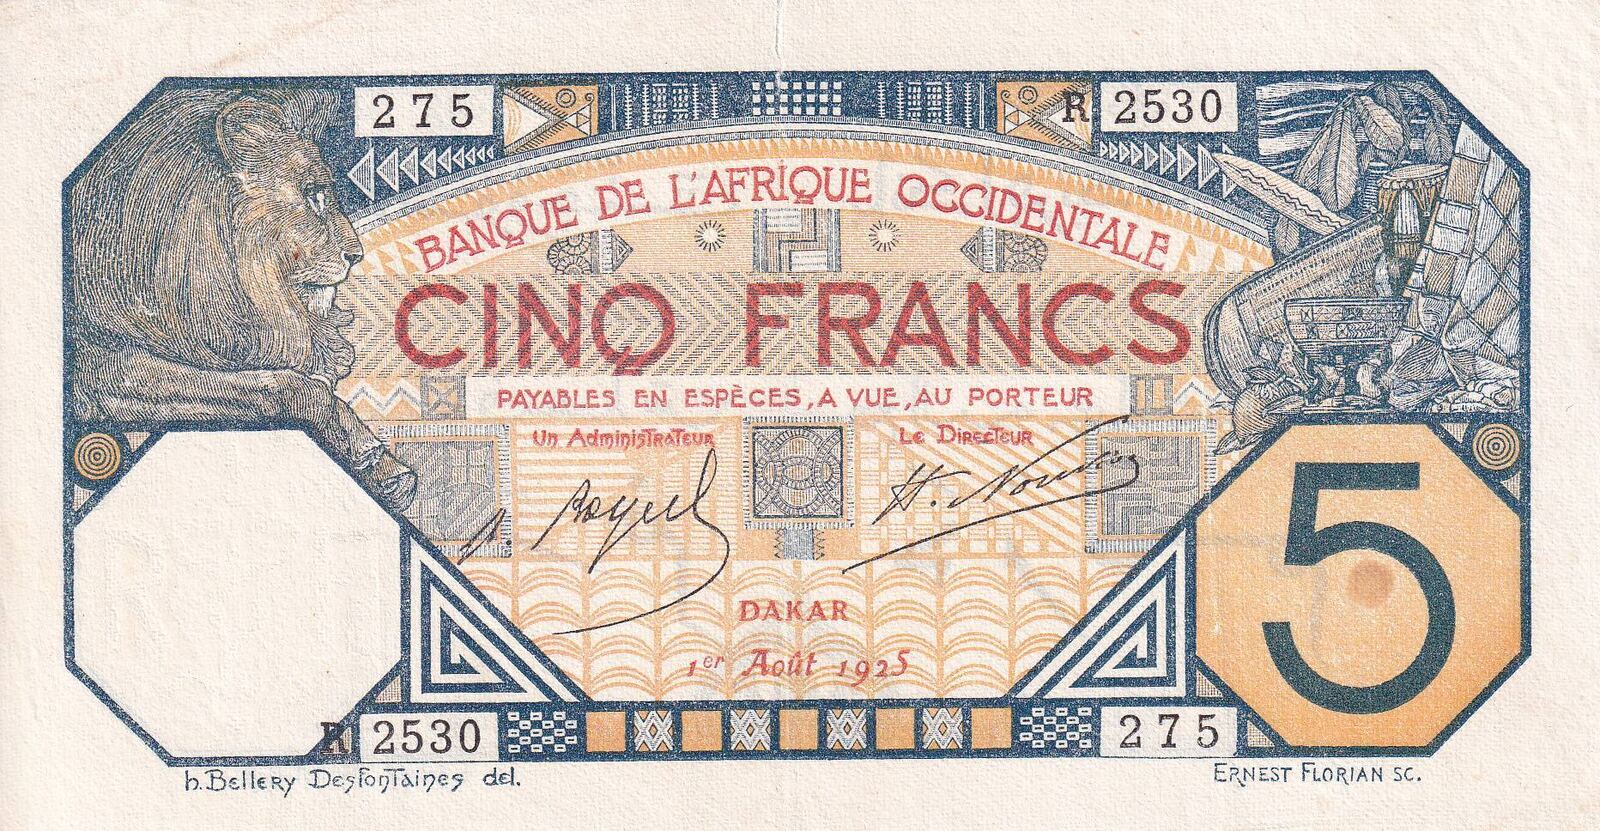 275
R 2530
BANQUE DE L'AFRIQUE OCCIDENTALE
CINQ FRANCS
PAYABLES EN ESPÈCES, A VUE, AU PORTEUR
Un Administrateur
Le Directeur
5
DAKAR
1er Août 1925
R 2530
275
h. Bellery Desfontaines del.
ERNEST FLORIAN SC.